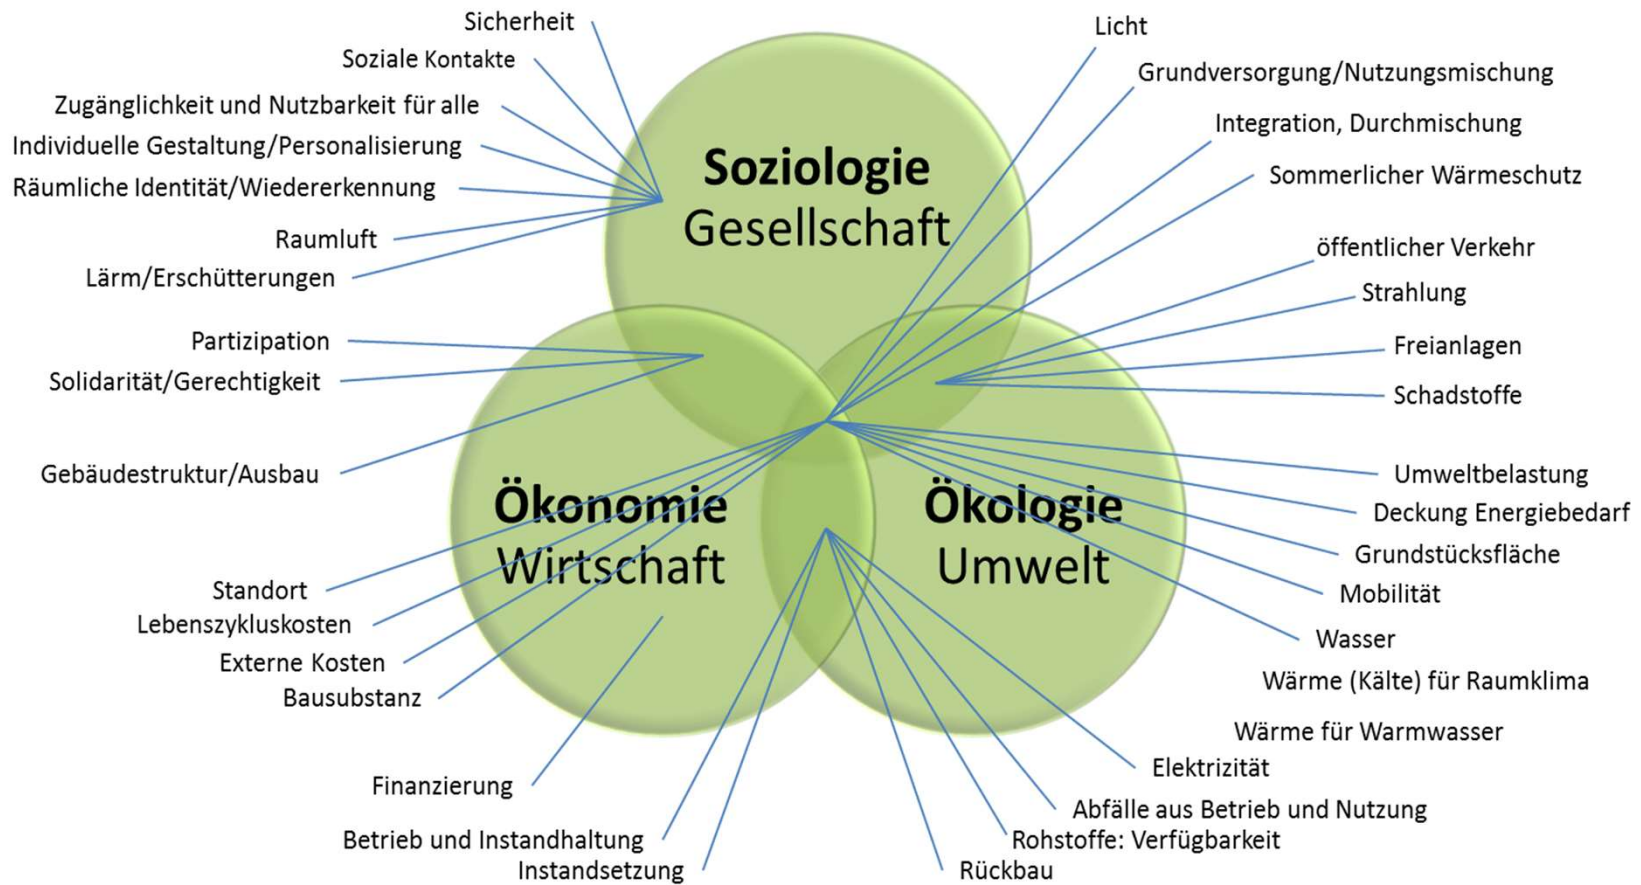 Sicherheit
Soziale Kontakte
Zugänglichkeit und Nutzbarkeit für alle
Individuelle Gestaltung/Personalisierung
Räumliche Identität/Wiedererkennung
Raumluft
Lärm/Erschütterungen
Partizipation
Solidarität/Gerechtigkeit
Gebäudestruktur/Ausbau
Standort
Lebenszykluskosten
Externe Kosten
Bausubstanz
Finanzierung
Betrieb und Instandhaltung
Instandsetzung
Soziologie
Gesellschaft
Ökonomie
Wirtschaft
Ökologie
Umwelt
Licht
Grundversorgung/Nutzungsmischung
Integration, Durchmischung
Sommerlicher Wärmeschutz
öffentlicher Verkehr
Strahlung
Freianlagen
Schadstoffe
Umweltbelastung
Deckung Energiebedarf
Grundstücksfläche
Mobilität
Wasser
Wärme (Kälte) für Raumklima
Wärme für Warmwasser
Elektrizität
Abfälle aus Betrieb und Nutzung
Rohstoffe: Verfügbarkeit
Rückbau